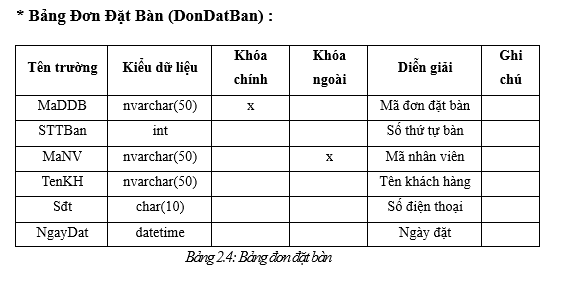 * Bảng Đơn Đặt Bàn (DonDatBan) :
Tên trường Kiểu dữ liệu Khóa chính Khóa ngoài Diễn giải Ghi chú
MaDDB nvarchar(50) x Mã đơn đặt bàn
STTBan int Số thứ tự bàn
MaNV nvarchar(50) x Mã nhân viên
TenKH nvarchar(50) Tên khách hàng
Sđt char(10) Số điện thoại
NgayDat datetime Ngày đặt
Bảng 2.4: Bảng đơn đặt bàn